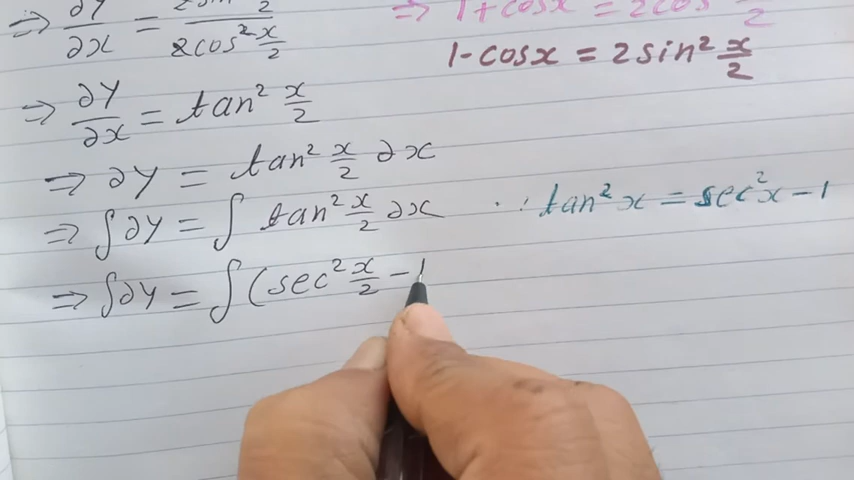 ⇒ ∂y/∂x = 2sin² x/2 / 2cos² x/2
⇒ 1+cosx = 2cos² x/2
1-cosx = 2sin² x/2
⇒ ∂y/∂x = tan² x/2
⇒ ∂y = tan² x/2 ∂x
⇒ ∫∂y = ∫ tan² x/2 ∂x ∵ tan²x = sec²x - 1
⇒ ∫∂y = ∫ (sec² x/2 - 1